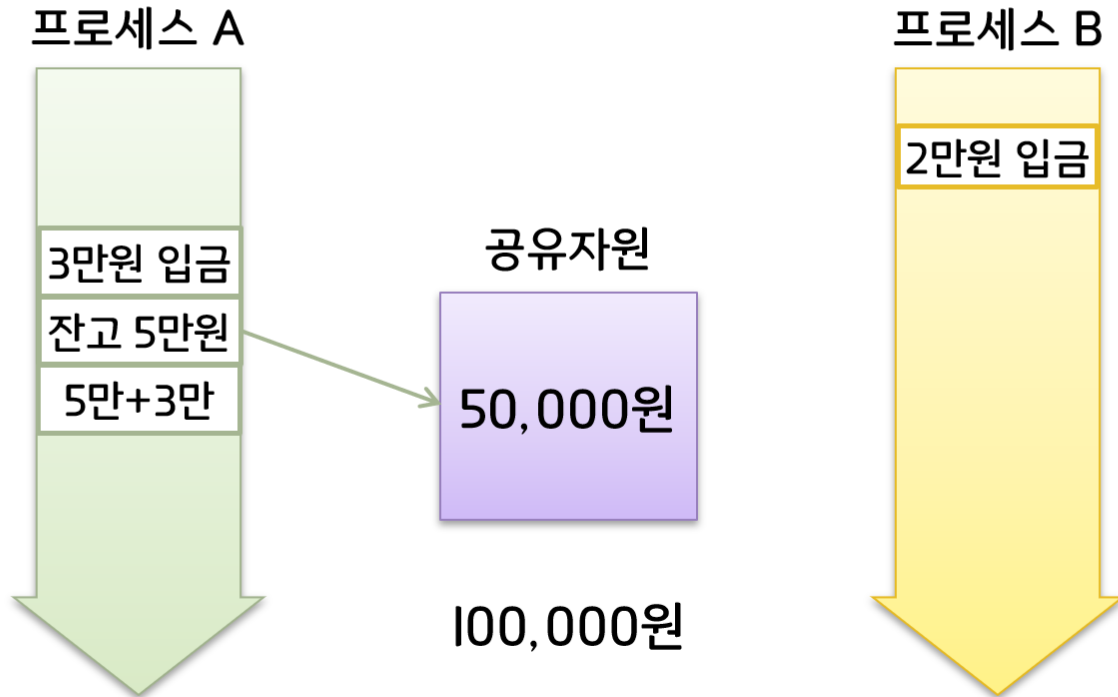 프로세스 A
프로세스 B
2만원 입금
3만원 입금
잔고 5만원
5만+3만
공유자원
50,000원
100,000원